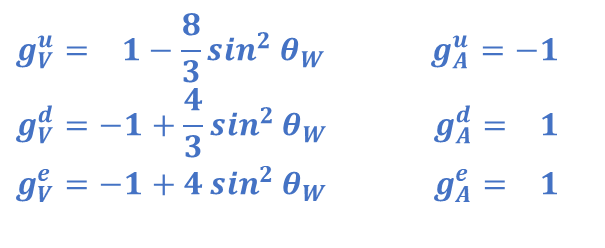 g_V^u = 1 − 8/3 sin² θ_W    g_A^u = −1
g_V^d = −1 + 4/3 sin² θ_W    g_A^d = 1
g_V^e = −1 + 4 sin² θ_W    g_A^e = 1